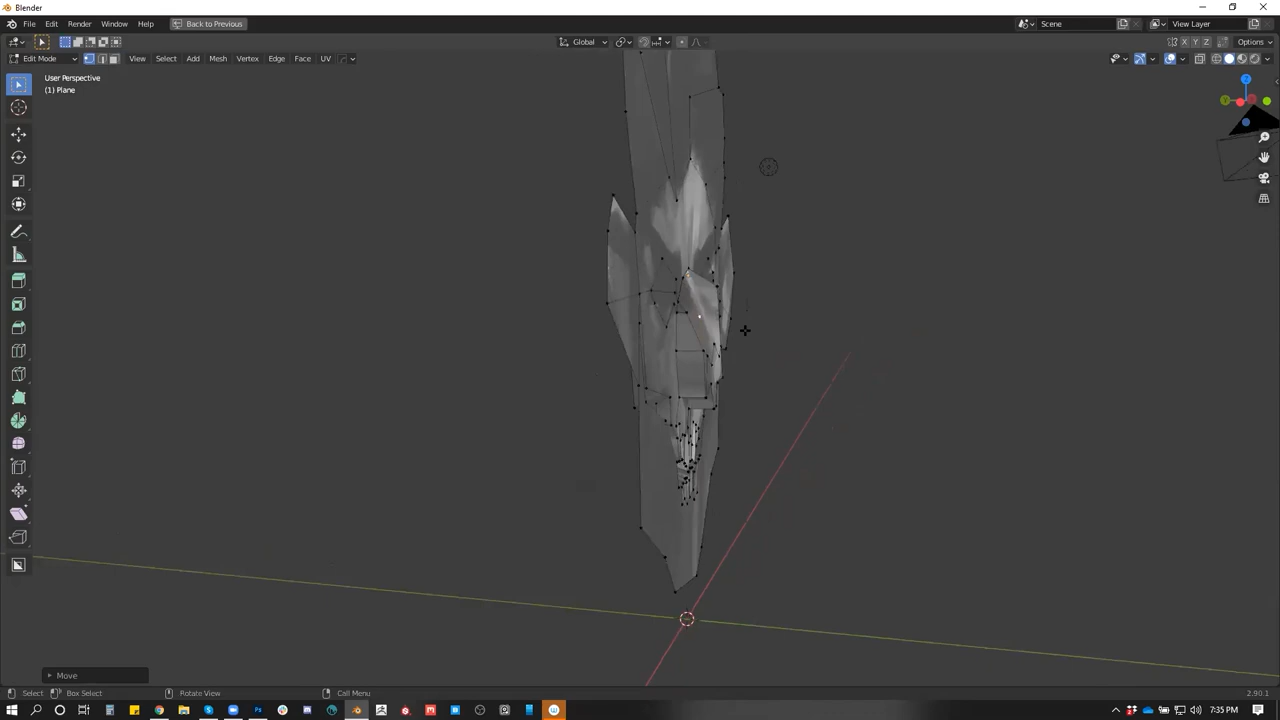 Blender
File Edit Render Window Help Back to Previous Scene View Layer
Global Options
Edit Mode View Select Add Mesh Vertex Edge Face UV
X Y Z
User Perspective
(1) Plane
Z
Y
Move
Select Box Select Rotate View Call Menu 2.90.1
7:35 PM